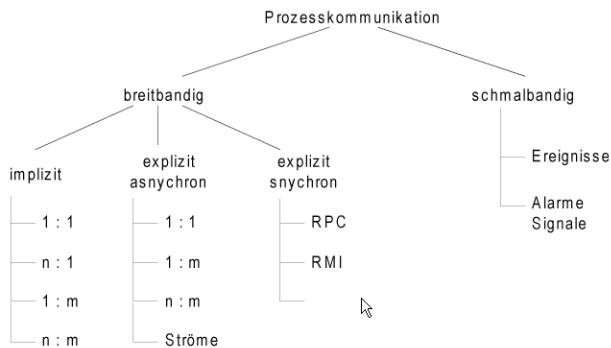 Prozesskommunikation
breitbandig
schmalbandig
implizit
1 : 1
n : 1
1 : m
n : m
explizit
asnychron
1 : 1
1 : m
n : m
Ströme
explizit
snychron
RPC
RMI
Ereignisse
Alarme
Signale